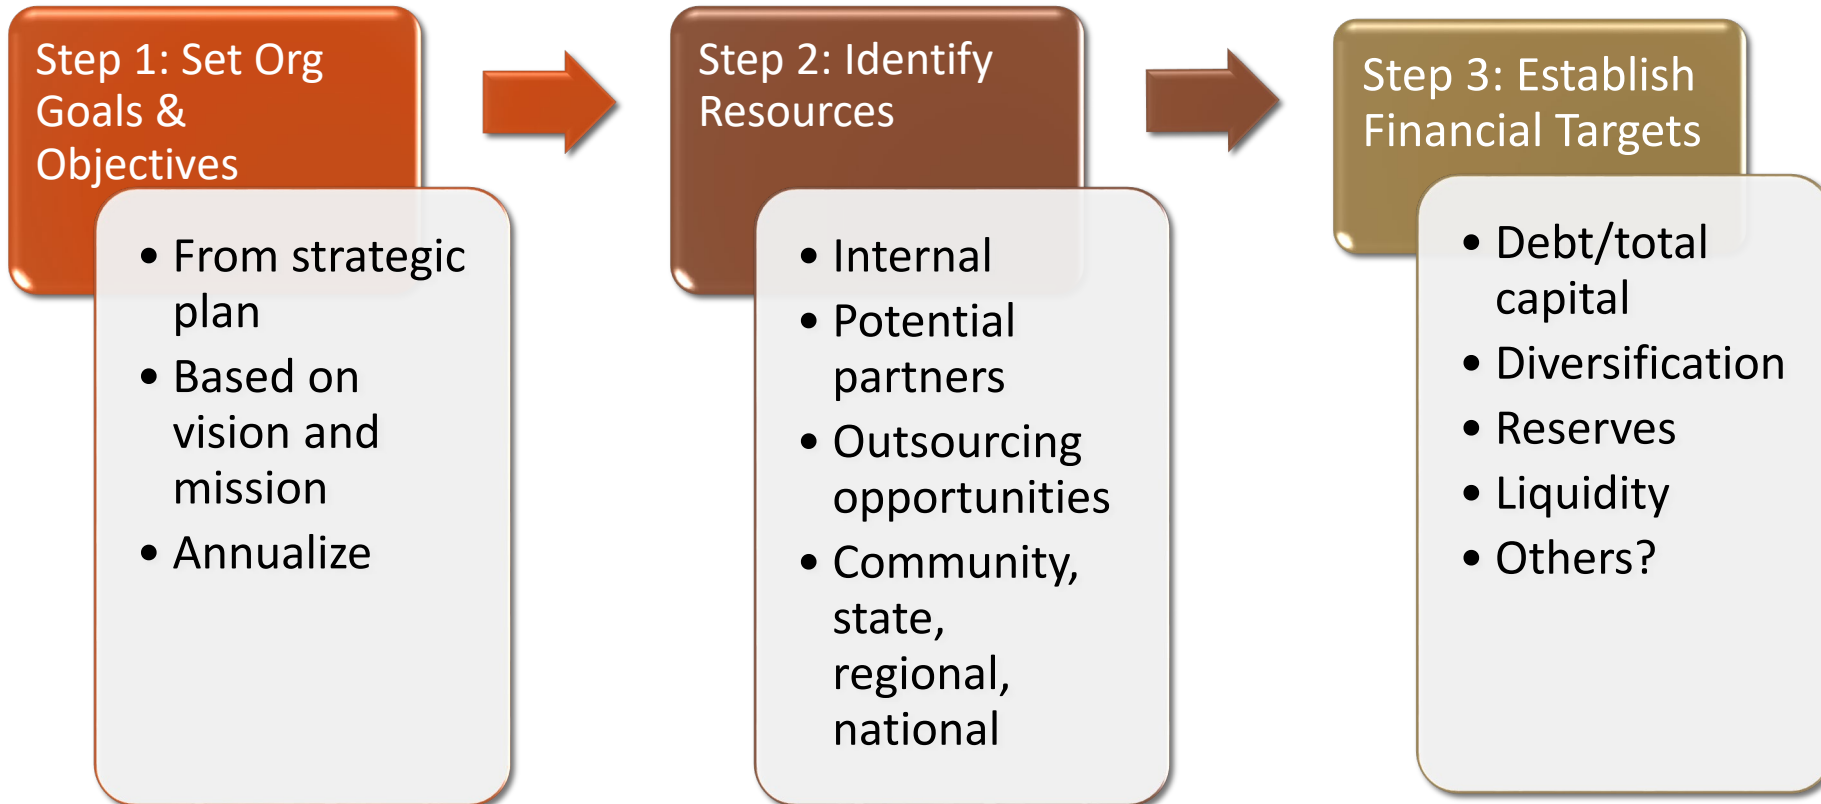 Step 1: Set Org
Goals &
Objectives
• From strategic
plan
• Based on
vision and
mission
• Annualize
Step 2: Identify
Resources
• Internal
• Potential
partners
• Outsourcing
opportunities
• Community,
state,
regional,
national
Step 3: Establish
Financial Targets
• Debt/total
capital
• Diversification
• Reserves
• Liquidity
• Others?